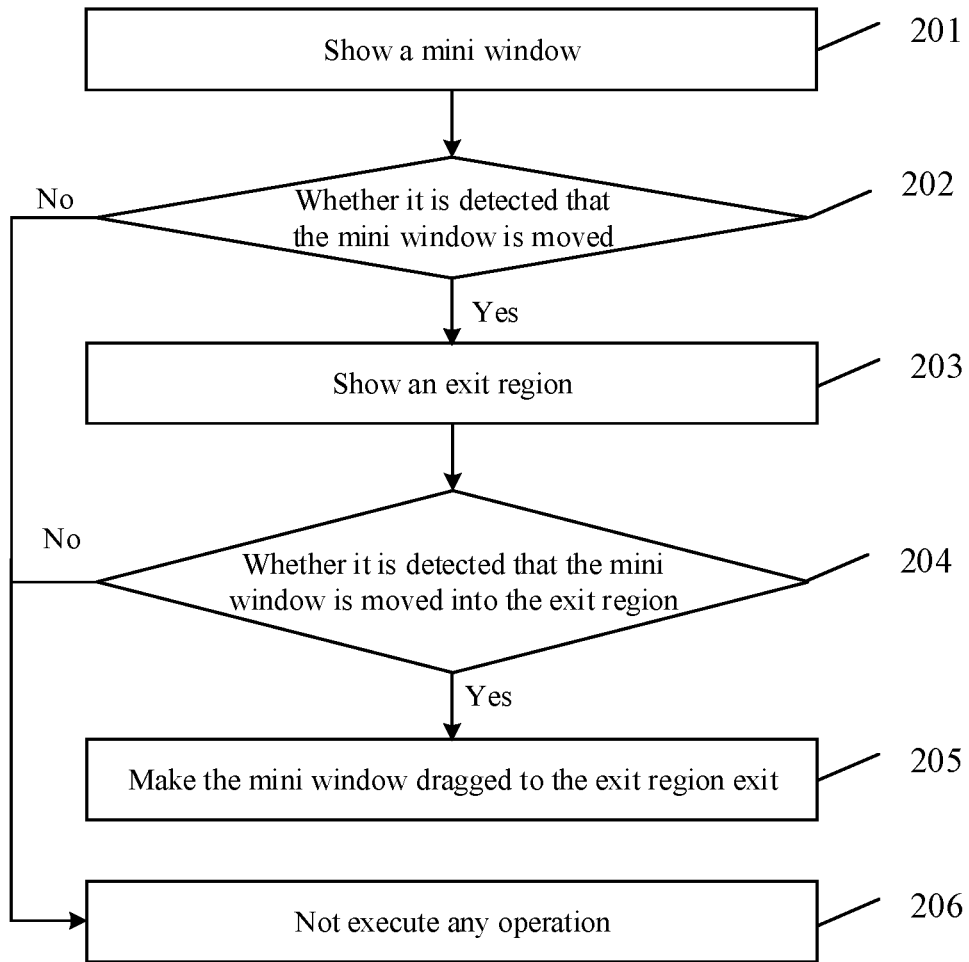 Show a mini window
201
Whether it is detected that
the mini window is moved
202
No
Yes
Show an exit region
203
No
Whether it is detected that the mini
window is moved into the exit region
204
Yes
Make the mini window dragged to the exit region exit
205
Not execute any operation
206